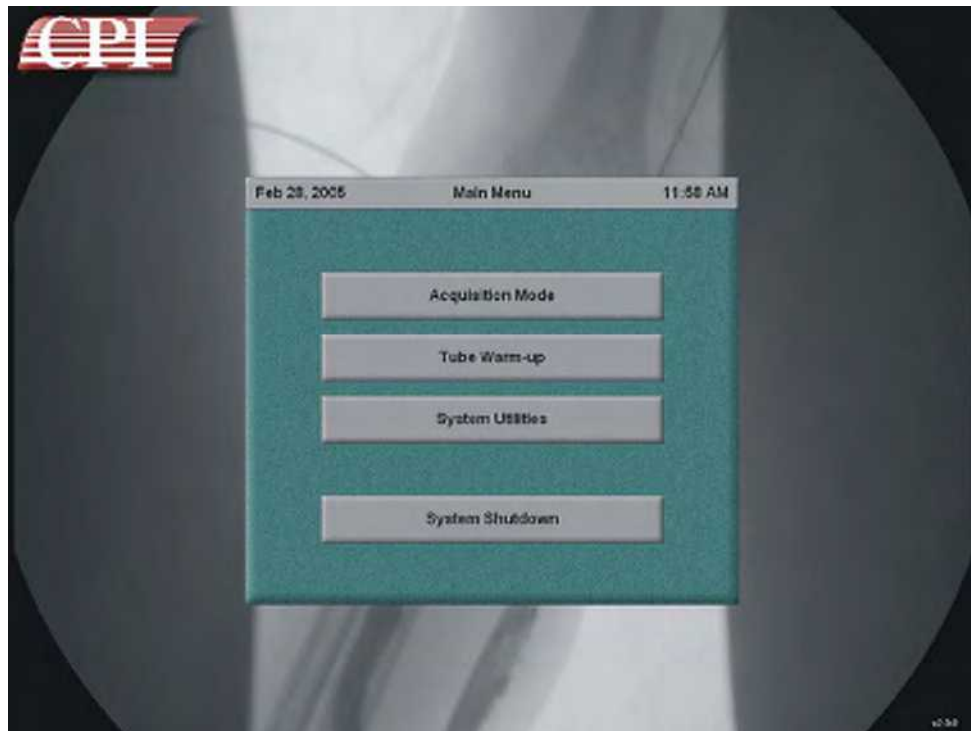 CPI
Feb 28, 2005 Main Menu 11:58 AM
Acquisition Mode
Tube Warm-up
System Utilities
System Shutdown